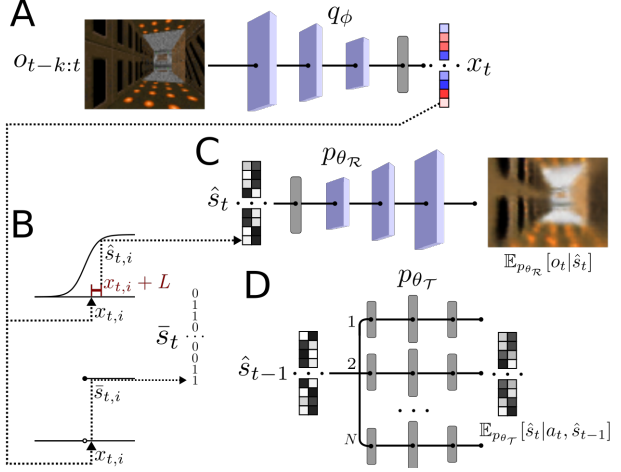 A
q_ϕ
o_{t−k:t}
x_t
C
p_{θ_R}
ŝ_t
𝔼_{p_{θ_R}}[o_t|ŝ_t]
B
ŝ_{t,i}
x_{t,i} + L
x_{t,i}
s̄_t
0
1
1
0
0
0
1
1
s̄_{t,i}
x_{t,i}
D
p_{θ_T}
1
ŝ_{t−1}
2
N
𝔼_{p_{θ_T}}[ŝ_t|a_t, ŝ_{t−1}]